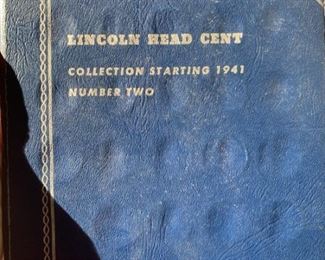 LINCOLN HEAD CENT
COLLECTION STARTING 1941
NUMBER TWO